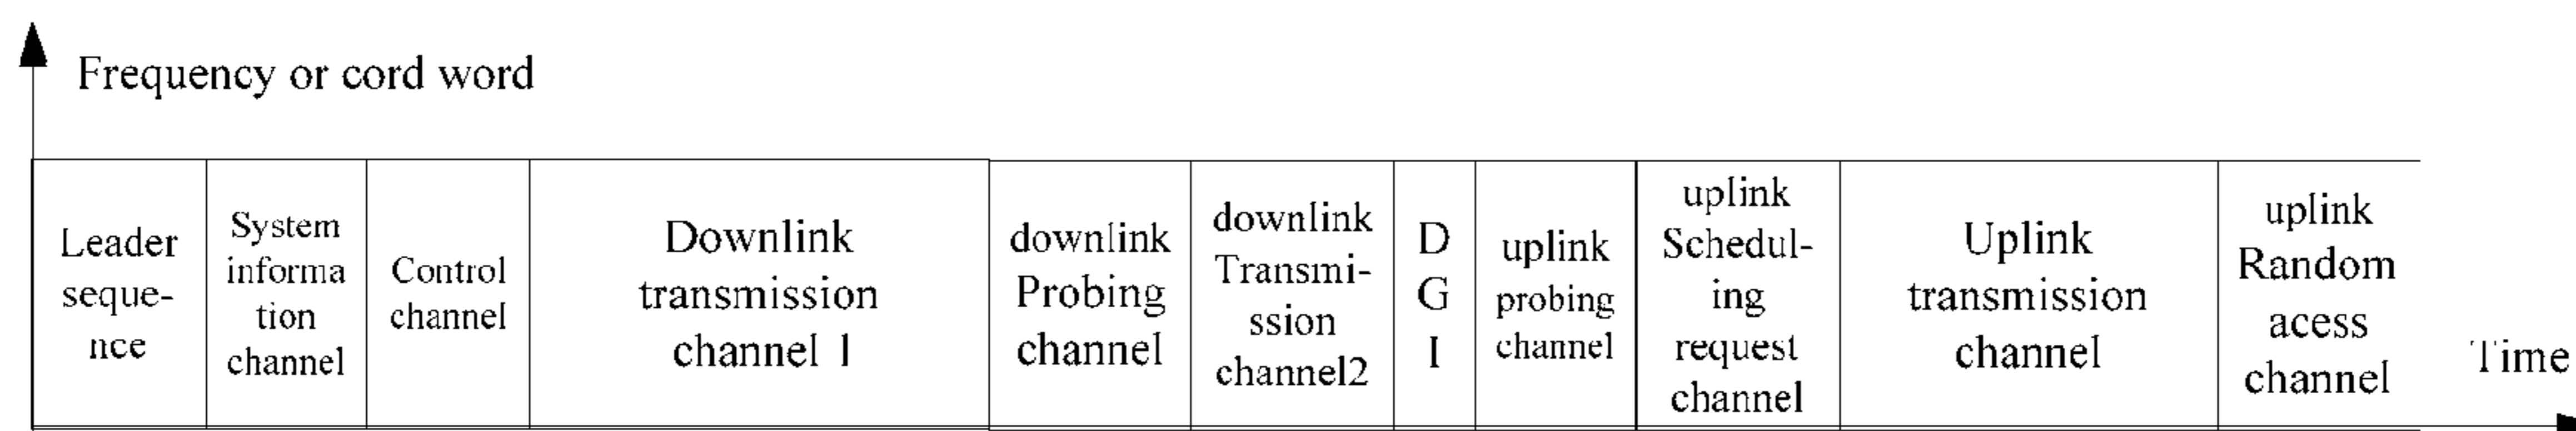 Frequency or cord word
Leader
seque-
nce
System
informa
tion
channel
Control
channel
Downlink
transmission
channel 1
downlink
Probing
channel
downlink
Transmi-
ssion
channel2
D
G
I
uplink
probing
channel
uplink
Schedul-
ing
request
channel
Uplink
transmission
channel
uplink
Random
acess
channel
Time